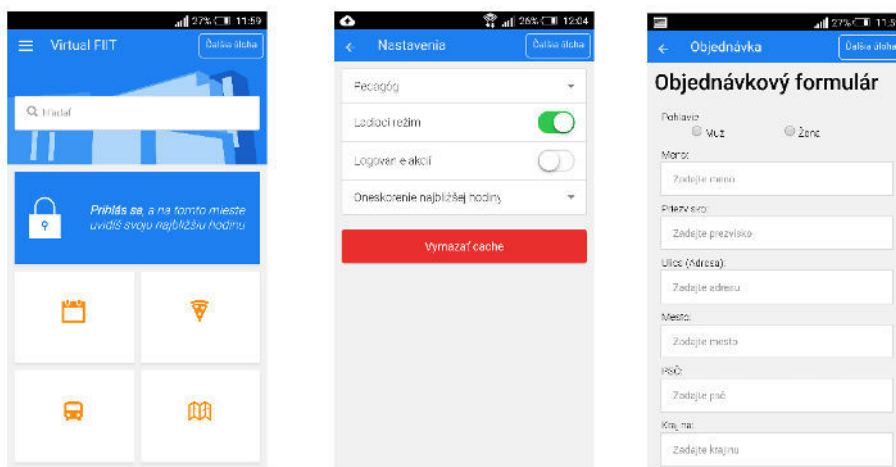 27% 11:59
Virtual FIIT
Ďalšia úloha
Hľadať
Prihlás sa, a na tomto mieste
uvidíš svoju najbližšiu hodinu
26% 12:04
Nastavenia
Ďalšia úloha
Pedagóg
Ladiaci režim
Logovanie akcií
Oneskorenie najbližšej hodiny
Vymazať cache
27% 11:59
Objednávka
Ďalšia úloha
Objednávkový formulár
Pohlavie
Muž Žena
Meno:
Zadajte meno
Priezvisko:
Zadajte prezvisko
Ulica (Adresa):
Zadajte adresu
Mesto:
Zadajte mesto
PSČ:
Zadajte psč
Krajina:
Zadajte krajinu